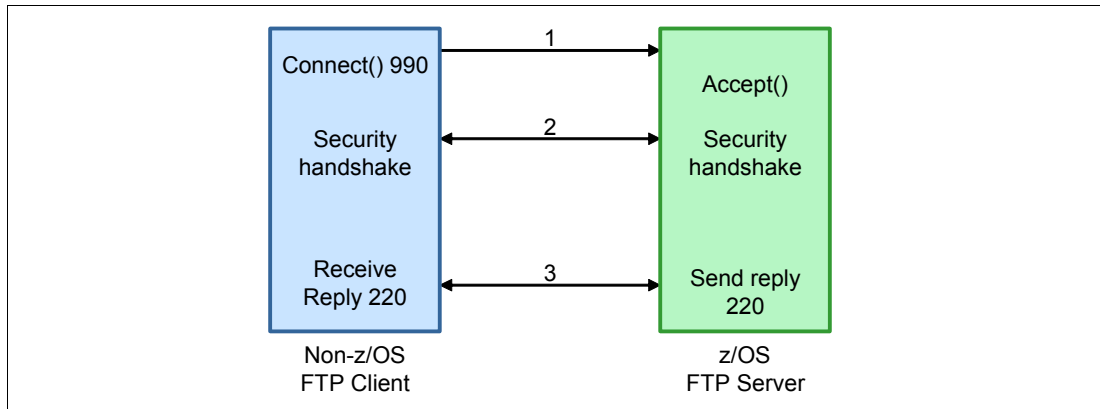 1
Connect() 990
Accept()
2
Security
handshake
Security
handshake
3
Receive
Reply 220
Send reply
220
Non-z/OS
FTP Client
z/OS
FTP Server